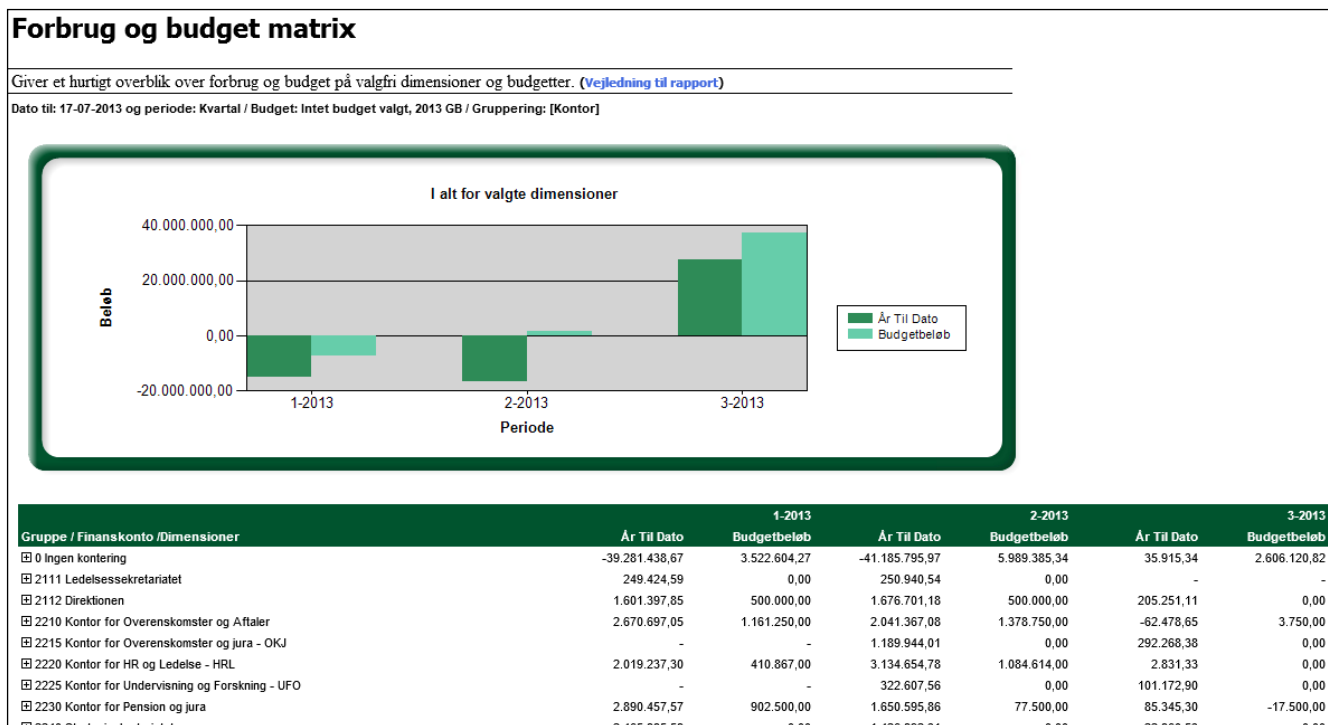 Forbrug og budget matrix
Giver et hurtigt overblik over forbrug og budget på valgfri dimensioner og budgetter. (Vejledning til rapport)
Dato til: 17-07-2013 og periode: Kvartal / Budget: Intet budget valgt, 2013 GB / Gruppering: [Kontor]
I alt for valgte dimensioner
40.000.000,00
20.000.000,00
0,00
-20.000.000,00
Beløb
1-2013 2-2013 3-2013
Periode
År Til Dato
Budgetbeløb
1-2013 2-2013 3-2013
Gruppe / Finanskonto /Dimensioner År Til Dato Budgetbeløb År Til Dato Budgetbeløb År Til Dato Budgetbeløb
0 Ingen kontering -39.281.438,67 3.522.604,27 -41.185.795,97 5.989.385,34 35.915,34 2.606.120,82
2111 Ledelsessekretariatet 249.424,59 0,00 250.940,54 0,00 - -
2112 Direktionen 1.601.397,85 500.000,00 1.676.701,18 500.000,00 205.251,11 0,00
2210 Kontor for Overenskomster og Aftaler 2.670.697,05 1.161.250,00 2.041.367,08 1.378.750,00 -62.478,65 3.750,00
2215 Kontor for Overenskomster og jura - OKJ - - 1.189.944,01 0,00 292.268,38 0,00
2220 Kontor for HR og Ledelse - HRL 2.019.237,30 410.867,00 3.134.654,78 1.084.614,00 2.831,33 0,00
2225 Kontor for Undervisning og Forskning - UFO - - 322.607,56 0,00 101.172,90 0,00
2230 Kontor for Pension og jura 2.890.457,57 902.500,00 1.650.595,86 77.500,00 85.345,30 -17.500,00